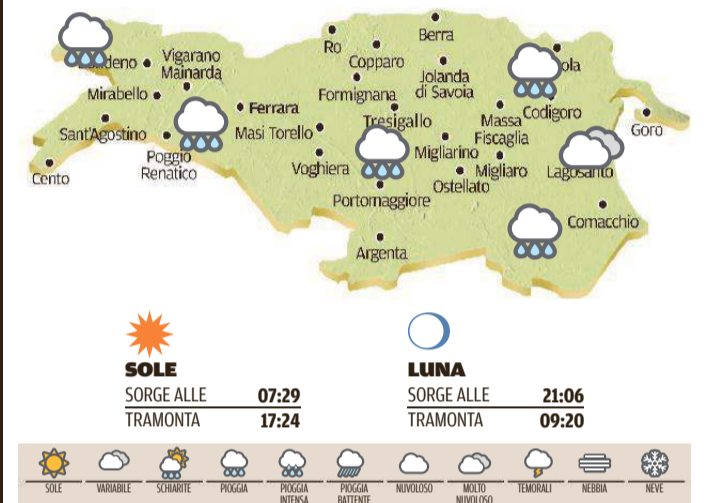 Berra
Ro
Vigarano
Mainarda
Copparo
Jolanda
di Savoia
Mirabello
Formignana
Codigoro
Ferrara
Tresigallo
Massa
Fiscaglia
Goro
Sant'Agostino
Masi Torello
Migliarino
Poggio
Renatico
Voghiera
Migliaro
Lagosanto
Cento
Ostellato
Portomaggiore
Comacchio
Argenta
SOLE
SORGE ALLE 07:29
TRAMONTA 17:24
LUNA
SORGE ALLE 21:06
TRAMONTA 09:20
SOLE
VARIABILE
SCHIARITE
PIOGGIA
PIOGGIA
INTENSA
PIOGGIA
BATTENTE
NUVOLOSO
MOLTO
NUVOLOSO
TEMORALI
NEBBIA
NEVE